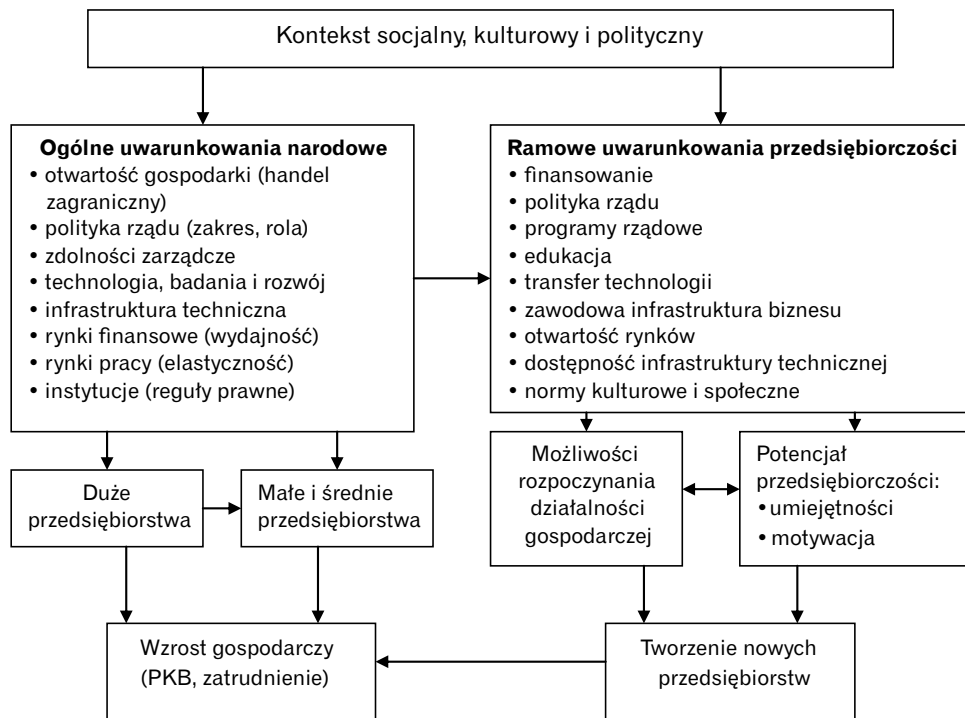 Kontekst socjalny, kulturowy i polityczny
Ogólne uwarunkowania narodowe
• otwartość gospodarki (handel
zagraniczny)
• polityka rządu (zakres, rola)
• zdolności zarządcze
• technologia, badania i rozwój
• infrastruktura techniczna
• rynki finansowe (wydajność)
• rynki pracy (elastyczność)
• instytucje (reguły prawne)
Ramowe uwarunkowania przedsiębiorczości
• finansowanie
• polityka rządu
• programy rządowe
• edukacja
• transfer technologii
• zawodowa infrastruktura biznesu
• otwartość rynków
• dostępność infrastruktury technicznej
• normy kulturowe i społeczne
Duże
przedsiębiorstwa
Małe i średnie
przedsiębiorstwa
Możliwości
rozpoczynania
działalności
gospodarczej
Potencjał
przedsiębiorczości:
• umiejętności
• motywacja
Wzrost gospodarczy
(PKB, zatrudnienie)
Tworzenie nowych
przedsiębiorstw